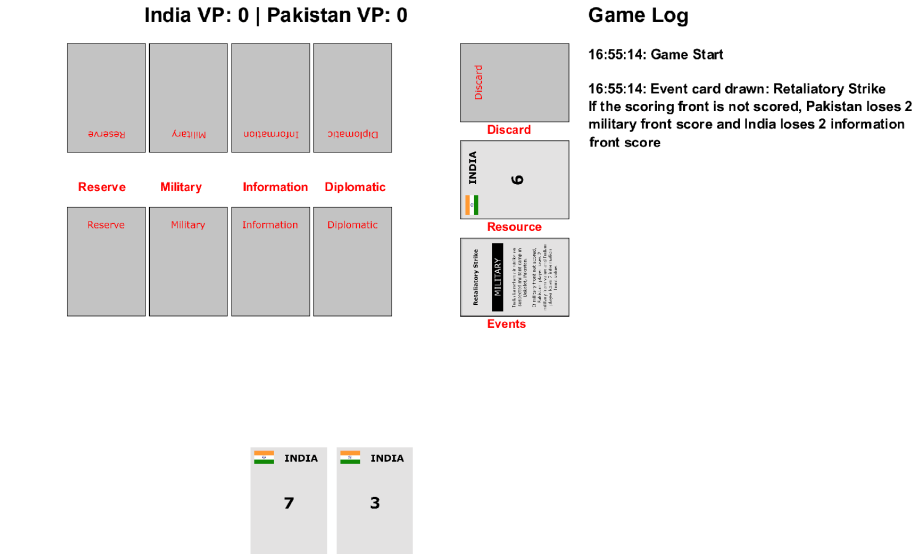 India VP: 0 | Pakistan VP: 0
Game Log
16:55:14: Game Start
16:55:14: Event card drawn: Retaliatory Strike
If the scoring front is not scored, Pakistan loses 2
military front score and India loses 2 information
front score
Reserve
Military
Information
Diplomatic
Discard
Discard
Reserve
Military
Information
Diplomatic
INDIA
6
Resource
Reserve
Military
Information
Diplomatic
Retaliatory Strike
MILITARY
Events
INDIA
7
INDIA
3